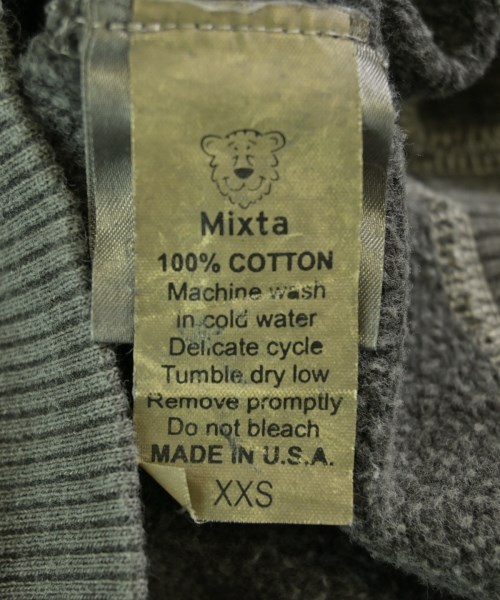 Mixta
100% COTTON
Machine wash
in cold water
Delicate cycle
Tumble dry low
Remove promptly
Do not bleach
MADE IN U.S.A.
XXS